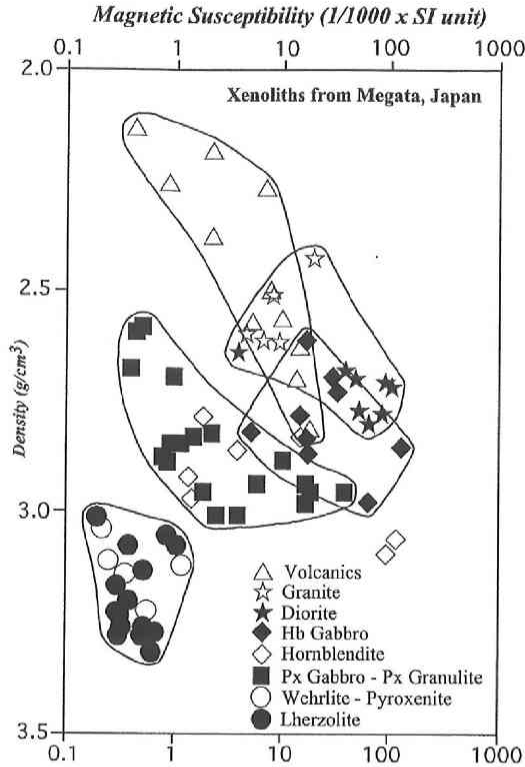 Magnetic Susceptibility (1/1000 x SI unit)
0.1 1 10 100 1000
2.0
Xenoliths from Megata, Japan
2.5
Density (g/cm³)
3.0
Volcanics
Granite
Diorite
Hb Gabbro
Hornblendite
Px Gabbro - Px Granulite
Wehrlite - Pyroxenite
Lherzolite
3.5
0.1 1 10 100 1000